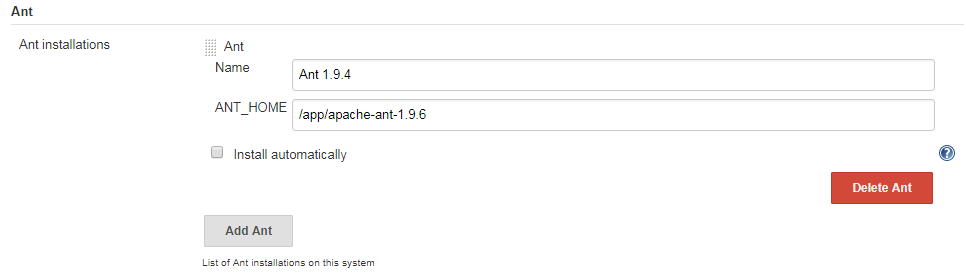 Ant
Ant installations
Ant
Name
Ant 1.9.4
ANT_HOME
/app/apache-ant-1.9.6
Install automatically
?
Delete Ant
Add Ant
List of Ant installations on this system